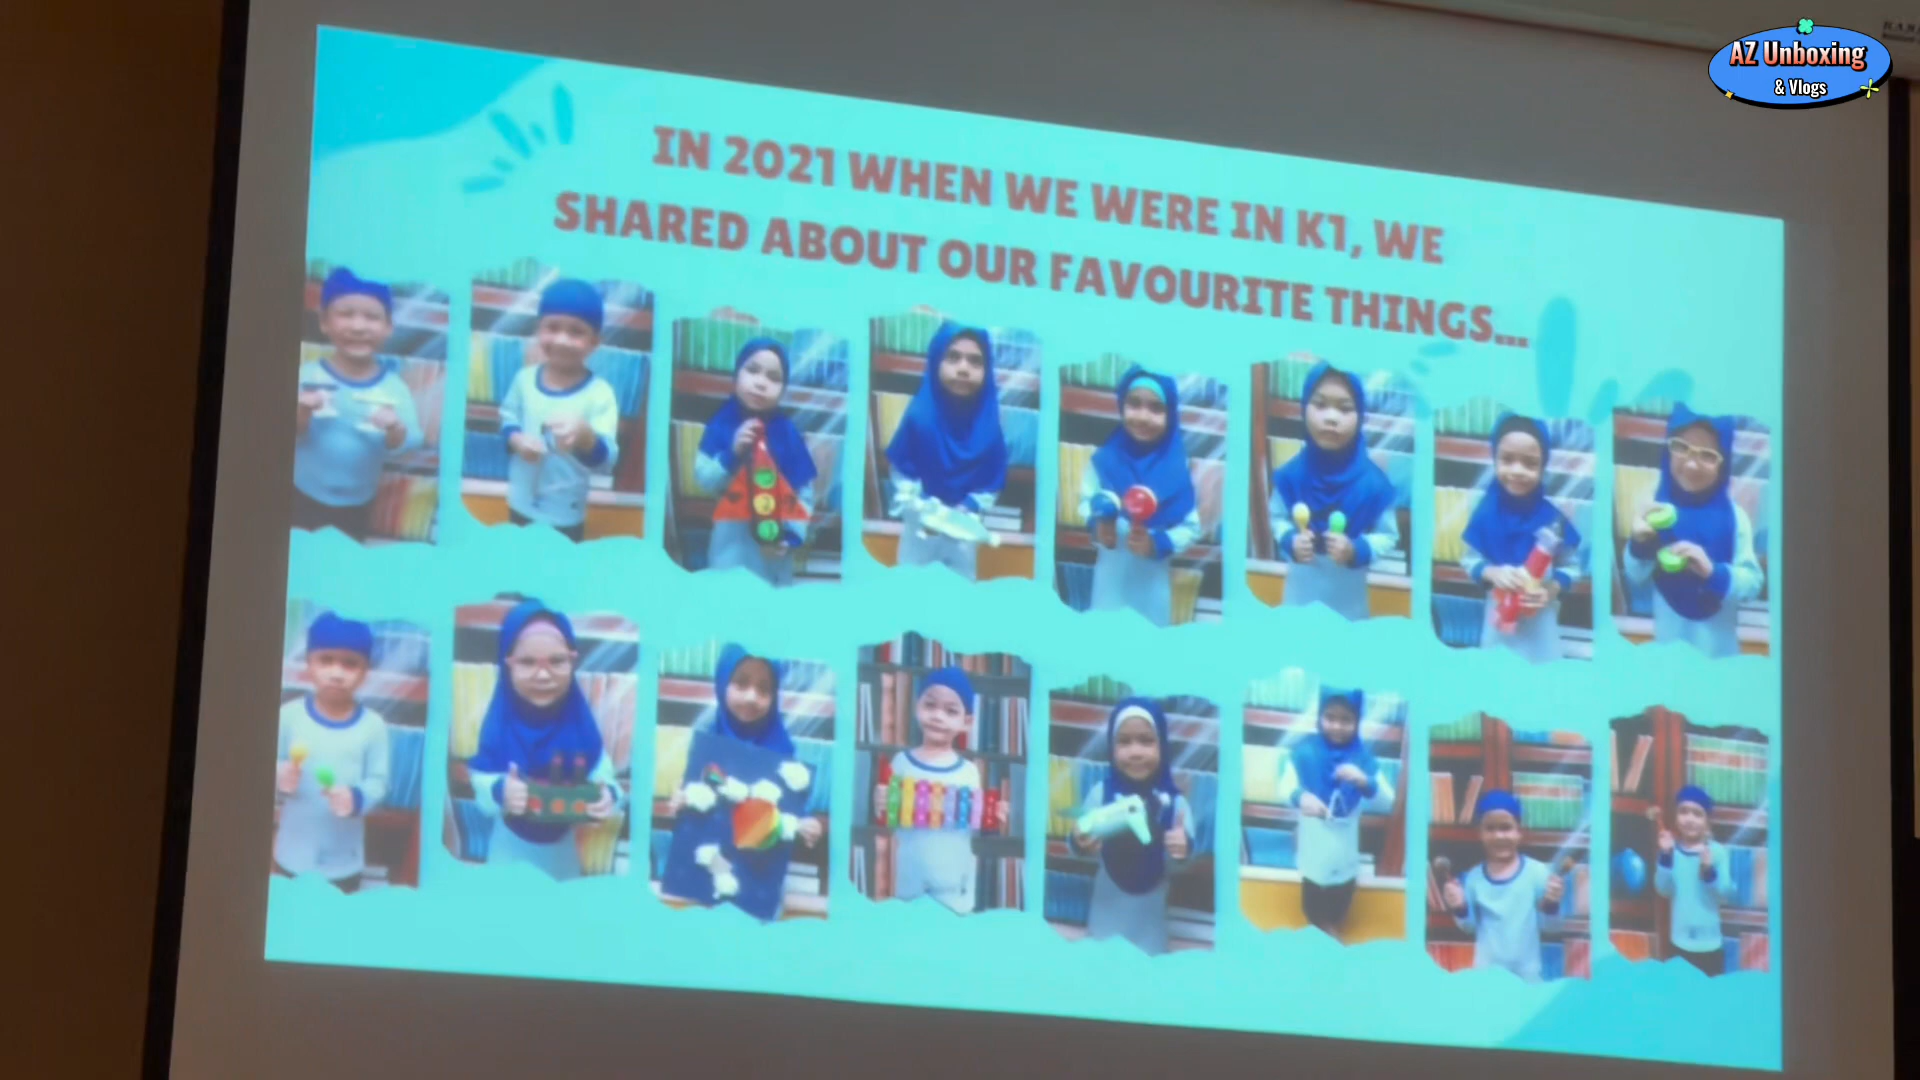 AZ Unboxing
& Vlogs
IN 2021 WHEN WE WERE IN K1, WE
SHARED ABOUT OUR FAVOURITE THINGS...